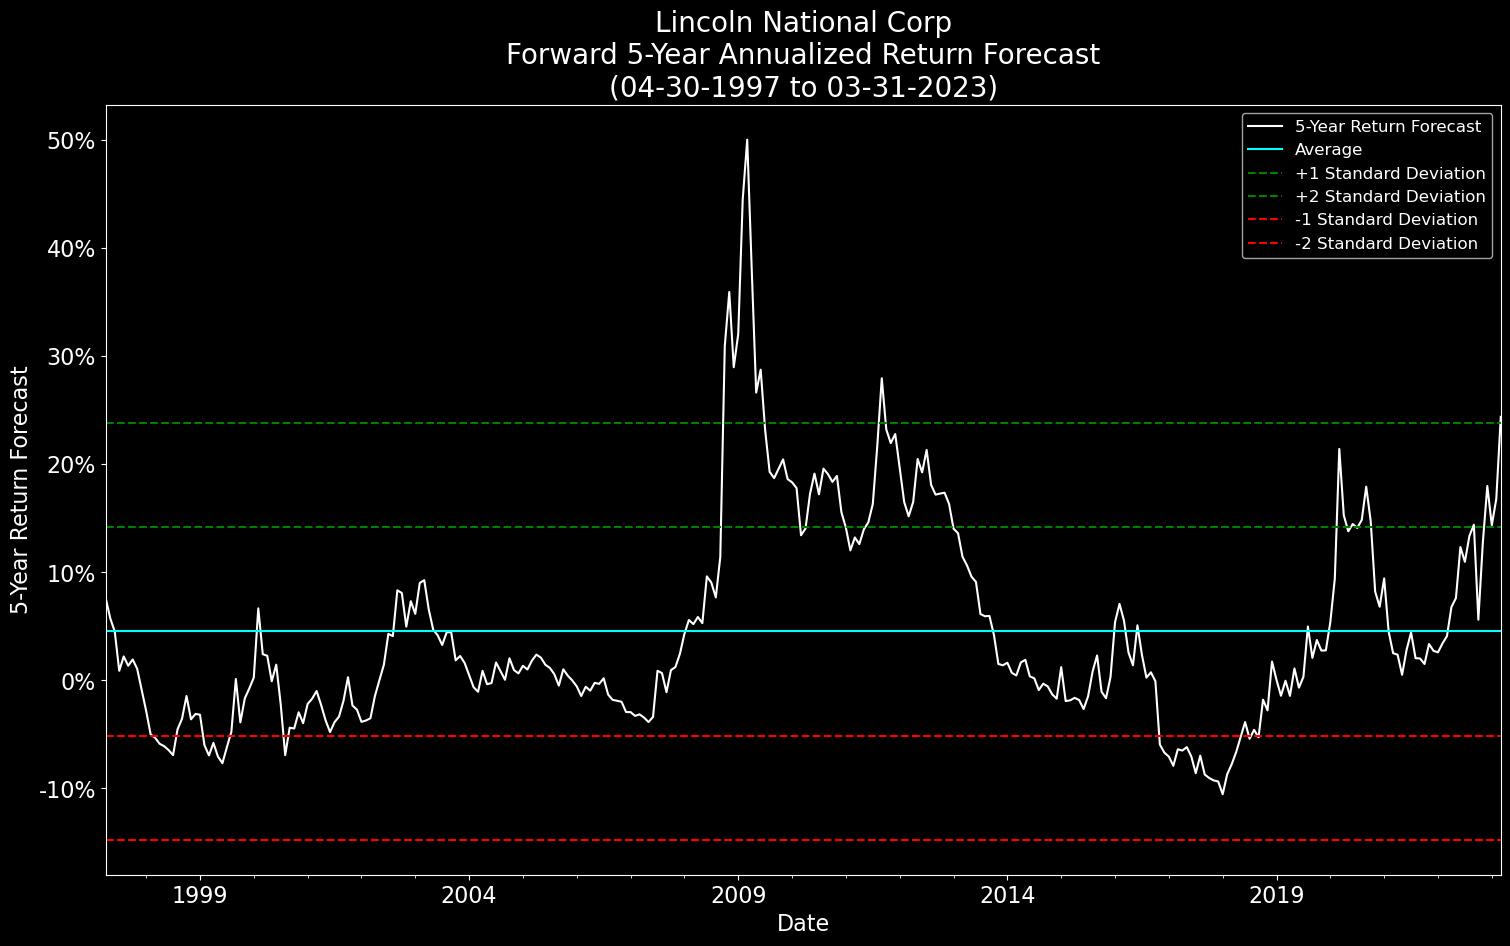 Lincoln National Corp
Forward 5-Year Annualized Return Forecast
(04-30-1997 to 03-31-2023)
5-Year Return Forecast
Average
+1 Standard Deviation
+2 Standard Deviation
-1 Standard Deviation
-2 Standard Deviation
50%
40%
30%
20%
10%
0%
-10%
5-Year Return Forecast
1999
2004
2009
2014
2019
Date